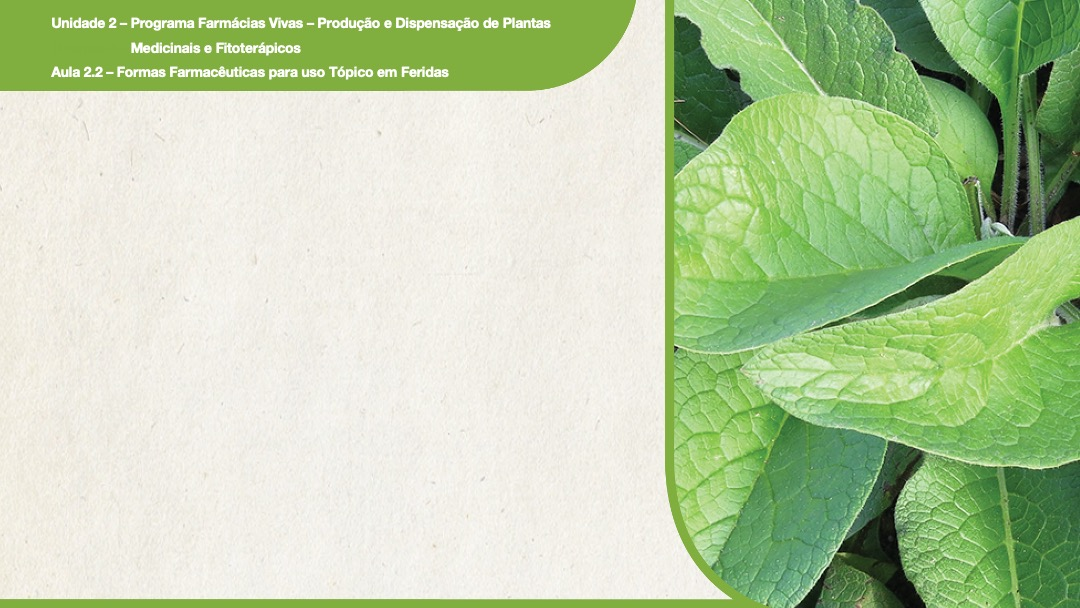 Unidade 2 – Programa Farmácias Vivas – Produção e Dispensação de Plantas
Medicinais e Fitoterápicos
Aula 2.2 – Formas Farmacêuticas para uso Tópico em Feridas